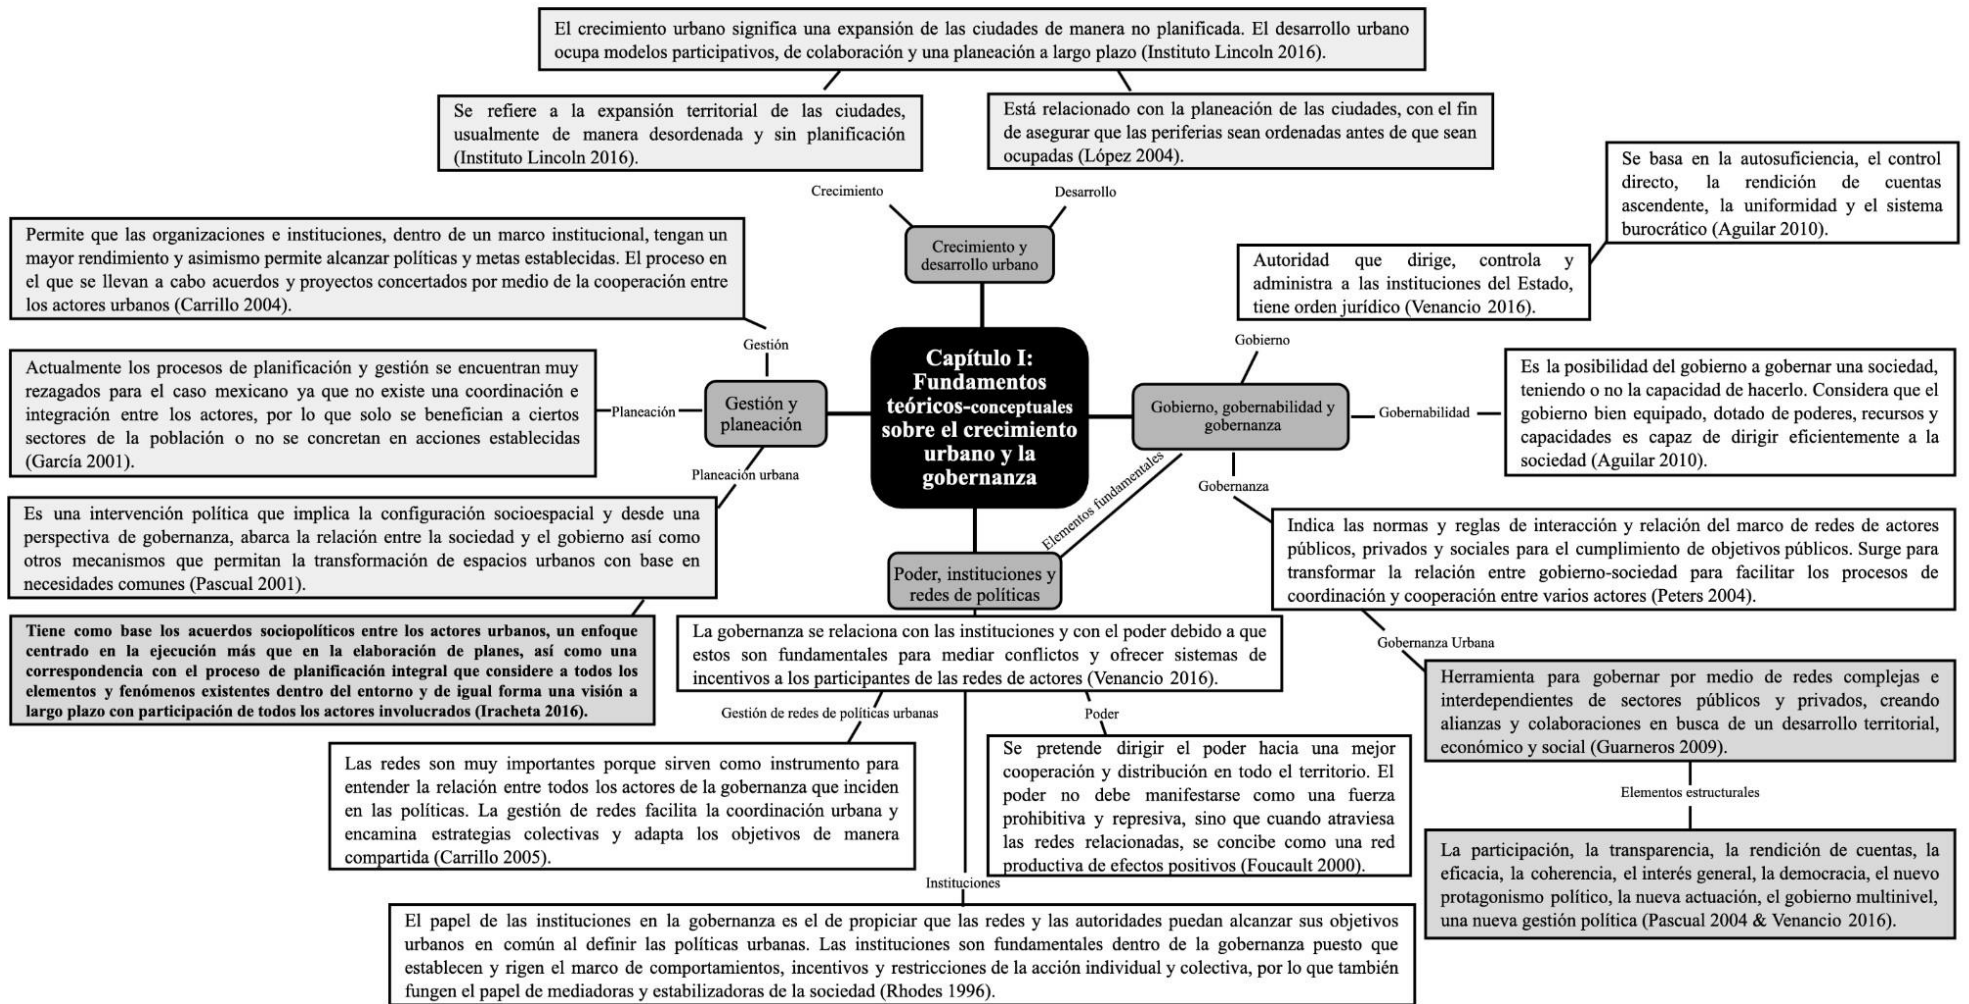 El crecimiento urbano significa una expansión de las ciudades de manera no planificada. El desarrollo urbano
ocupa modelos participativos, de colaboración y una planeación a largo plazo (Instituto Lincoln 2016).
Se refiere a la expansión territorial de las ciudades,
usualmente de manera desordenada y sin planificación
(Instituto Lincoln 2016).
Está relacionado con la planeación de las ciudades, con el fin
de asegurar que las periferias sean ordenadas antes de que sean
ocupadas (López 2004).
Crecimiento
Desarrollo
Crecimiento y
desarrollo urbano
Se basa en la autosuficiencia, el control
directo, la rendición de cuentas
ascendente, la uniformidad y el sistema
burocrático (Aguilar 2010).
Autoridad que dirige, controla y
administra a las instituciones del Estado,
tiene orden jurídico (Venancio 2016).
Gobierno
Permite que las organizaciones e instituciones, dentro de un marco institucional, tengan un
mayor rendimiento y asimismo permite alcanzar políticas y metas establecidas. El proceso en
el que se llevan a cabo acuerdos y proyectos concertados por medio de la cooperación entre
los actores urbanos (Carrillo 2004).
Gestión
Actualmente los procesos de planificación y gestión se encuentran muy
rezagados para el caso mexicano ya que no existe una coordinación e
integración entre los actores, por lo que solo se benefician a ciertos
sectores de la población o no se concretan en acciones establecidas
(García 2001).
Planeación
Gestión y
planeación
Capítulo I:
Fundamentos
teóricos-conceptuales
sobre el crecimiento
urbano y la
gobernanza
Gobierno, gobernabilidad y
gobernanza
Gobernabilidad
Es la posibilidad del gobierno a gobernar una sociedad,
teniendo o no la capacidad de hacerlo. Considera que el
gobierno bien equipado, dotado de poderes, recursos y
capacidades es capaz de dirigir eficientemente a la
sociedad (Aguilar 2010).
Planeación urbana
Es una intervención política que implica la configuración socioespacial y desde una
perspectiva de gobernanza, abarca la relación entre la sociedad y el gobierno así como
otros mecanismos que permitan la transformación de espacios urbanos con base en
necesidades comunes (Pascual 2001).
Tiene como base los acuerdos sociopolíticos entre los actores urbanos, un enfoque
centrado en la ejecución más que en la elaboración de planes, así como una
correspondencia con el proceso de planificación integral que considere a todos los
elementos y fenómenos existentes dentro del entorno y de igual forma una visión a
largo plazo con participación de todos los actores involucrados (Iracheta 2016).
Elementos fundamentales
Gobernanza
Indica las normas y reglas de interacción y relación del marco de redes de actores
públicos, privados y sociales para el cumplimiento de objetivos públicos. Surge para
transformar la relación entre gobierno-sociedad para facilitar los procesos de
coordinación y cooperación entre varios actores (Peters 2004).
Gobernanza Urbana
Herramienta para gobernar por medio de redes complejas e
interdependientes de sectores públicos y privados, creando
alianzas y colaboraciones en busca de un desarrollo territorial,
económico y social (Guarneros 2009).
Elementos estructurales
La participación, la transparencia, la rendición de cuentas, la
eficacia, la coherencia, el interés general, la democracia, el nuevo
protagonismo político, la nueva actuación, el gobierno multinivel,
una nueva gestión política (Pascual 2004 & Venancio 2016).
Poder, instituciones y
redes de políticas
La gobernanza se relaciona con las instituciones y con el poder debido a que
estos son fundamentales para mediar conflictos y ofrecer sistemas de
incentivos a los participantes de las redes de actores (Venancio 2016).
Gestión de redes de políticas urbanas
Las redes son muy importantes porque sirven como instrumento para
entender la relación entre todos los actores de la gobernanza que inciden
en las políticas. La gestión de redes facilita la coordinación urbana y
encamina estrategias colectivas y adapta los objetivos de manera
compartida (Carrillo 2005).
Poder
Se pretende dirigir el poder hacia una mejor
cooperación y distribución en todo el territorio. El
poder no debe manifestarse como una fuerza
prohibitiva y represiva, sino que cuando atraviesa
las redes relacionadas, se concibe como una red
productiva de efectos positivos (Foucault 2000).
Instituciones
El papel de las instituciones en la gobernanza es el de propiciar que las redes y las autoridades puedan alcanzar sus objetivos
urbanos en común al definir las políticas urbanas. Las instituciones son fundamentales dentro de la gobernanza puesto que
establecen y rigen el marco de comportamientos, incentivos y restricciones de la acción individual y colectiva, por lo que también
fungen el papel de mediadoras y estabilizadoras de la sociedad (Rhodes 1996).